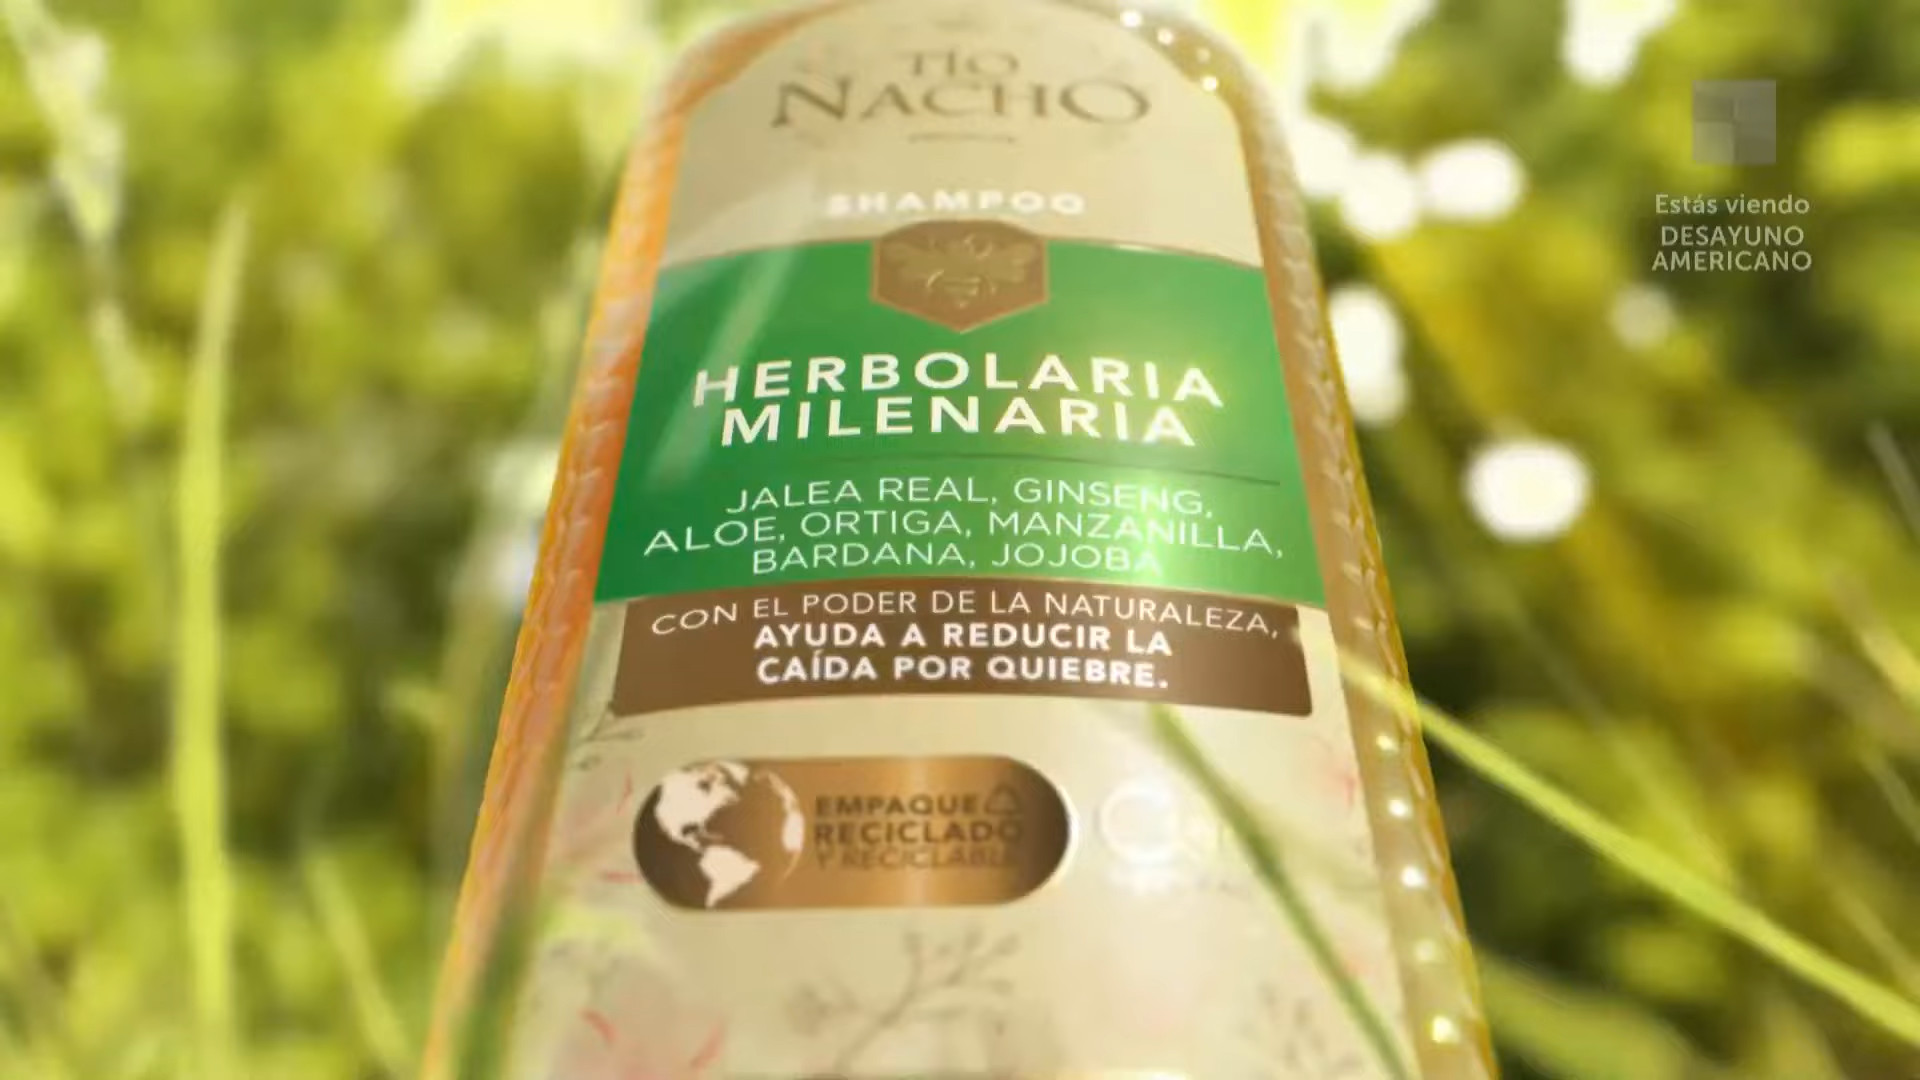 TÍO
NACHO
SHAMPOO
HERBOLARIA
MILENARIA
JALEA REAL, GINSENG,
ALOE, ORTIGA, MANZANILLA,
BARDANA, JOJOBA
CON EL PODER DE LA NATURALEZA,
AYUDA A REDUCIR LA
CAÍDA POR QUIEBRE.
EMPAQUE
RECICLADO
Y RECICLABLE
Estás viendo
DESAYUNO
AMERICANO